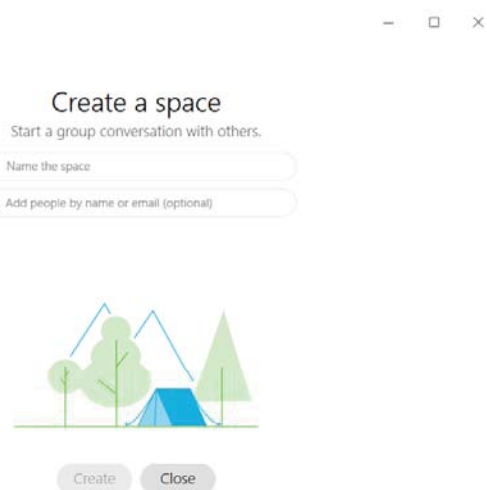 Create a space
Start a group conversation with others.
Name the space
Add people by name or email (optional)
Create
Close